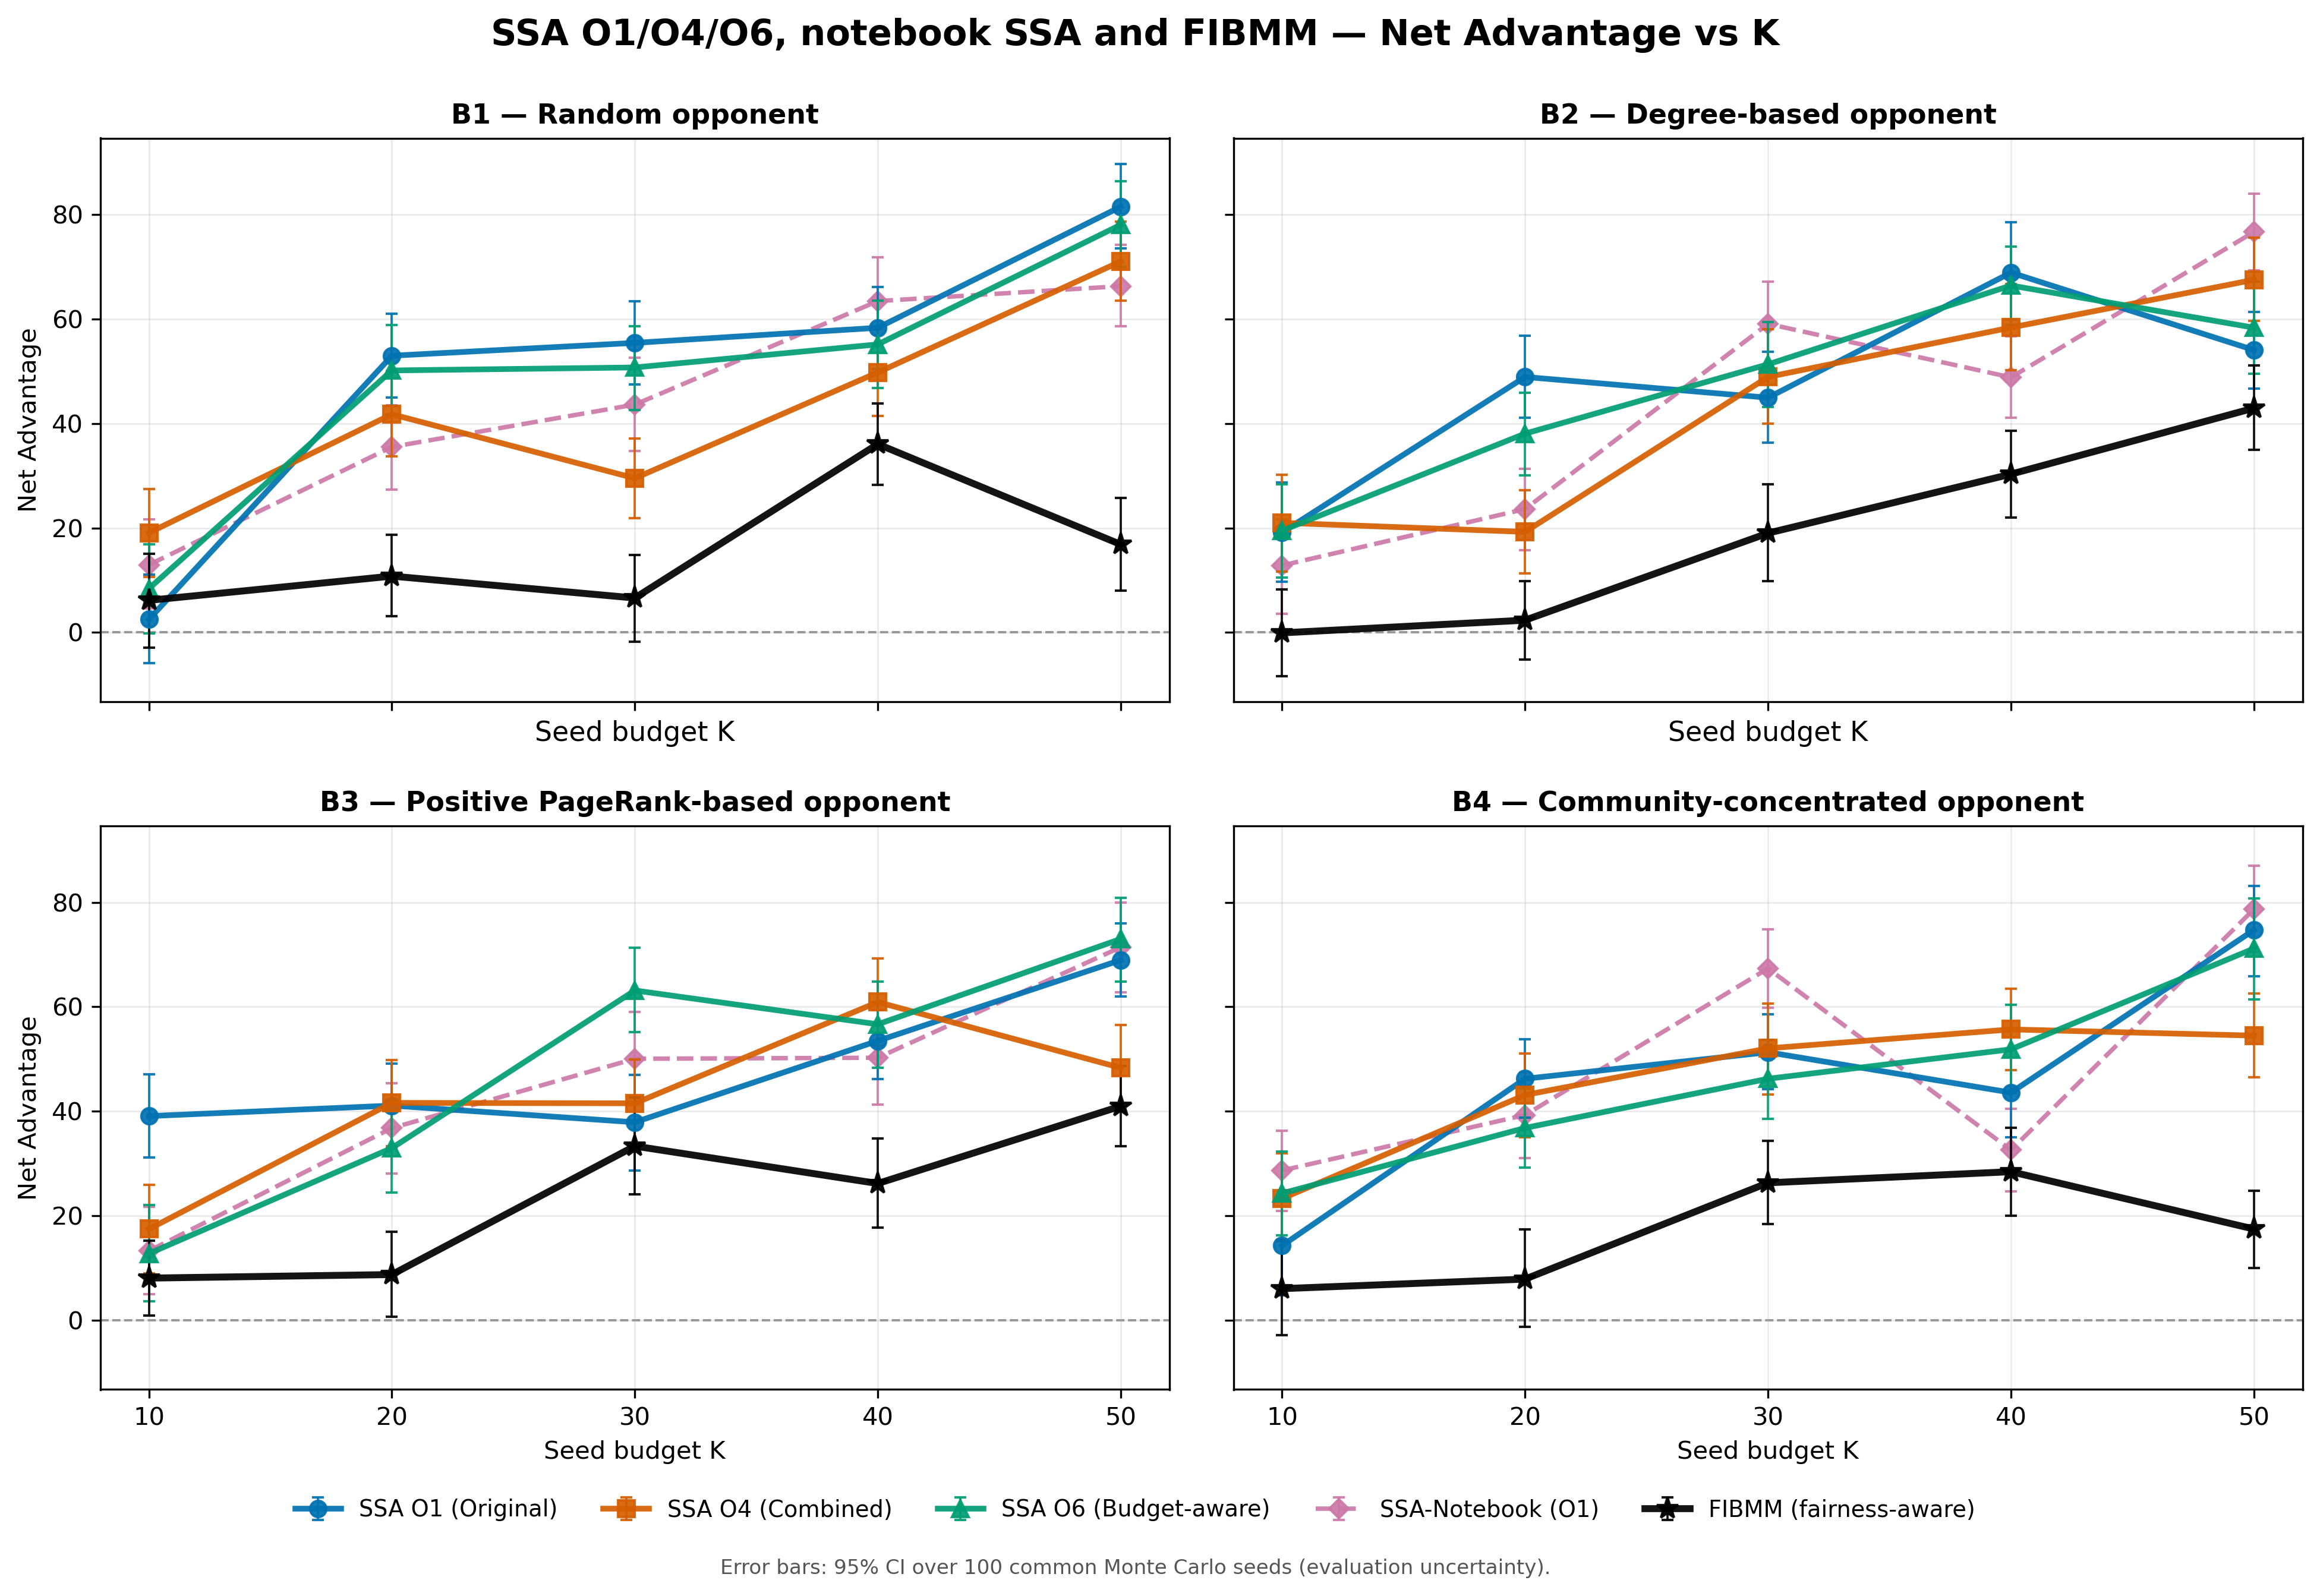 SSA O1/O4/O6, notebook SSA and FIBMM — Net Advantage vs K
B1 — Random opponent
B2 — Degree-based opponent
Net Advantage
80
60
40
20
0
Seed budget K
Seed budget K
B3 — Positive PageRank-based opponent
B4 — Community-concentrated opponent
Net Advantage
80
60
40
20
0
10 20 30 40 50
10 20 30 40 50
Seed budget K
Seed budget K
SSA O1 (Original) SSA O4 (Combined) SSA O6 (Budget-aware) SSA-Notebook (O1) FIBMM (fairness-aware)
Error bars: 95% CI over 100 common Monte Carlo seeds (evaluation uncertainty).